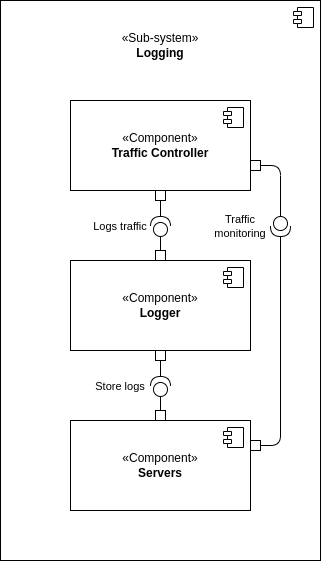 «Sub-system»
Logging
«Component»
Traffic Controller
Logs traffic
Traffic
monitoring
«Component»
Logger
Store logs
«Component»
Servers